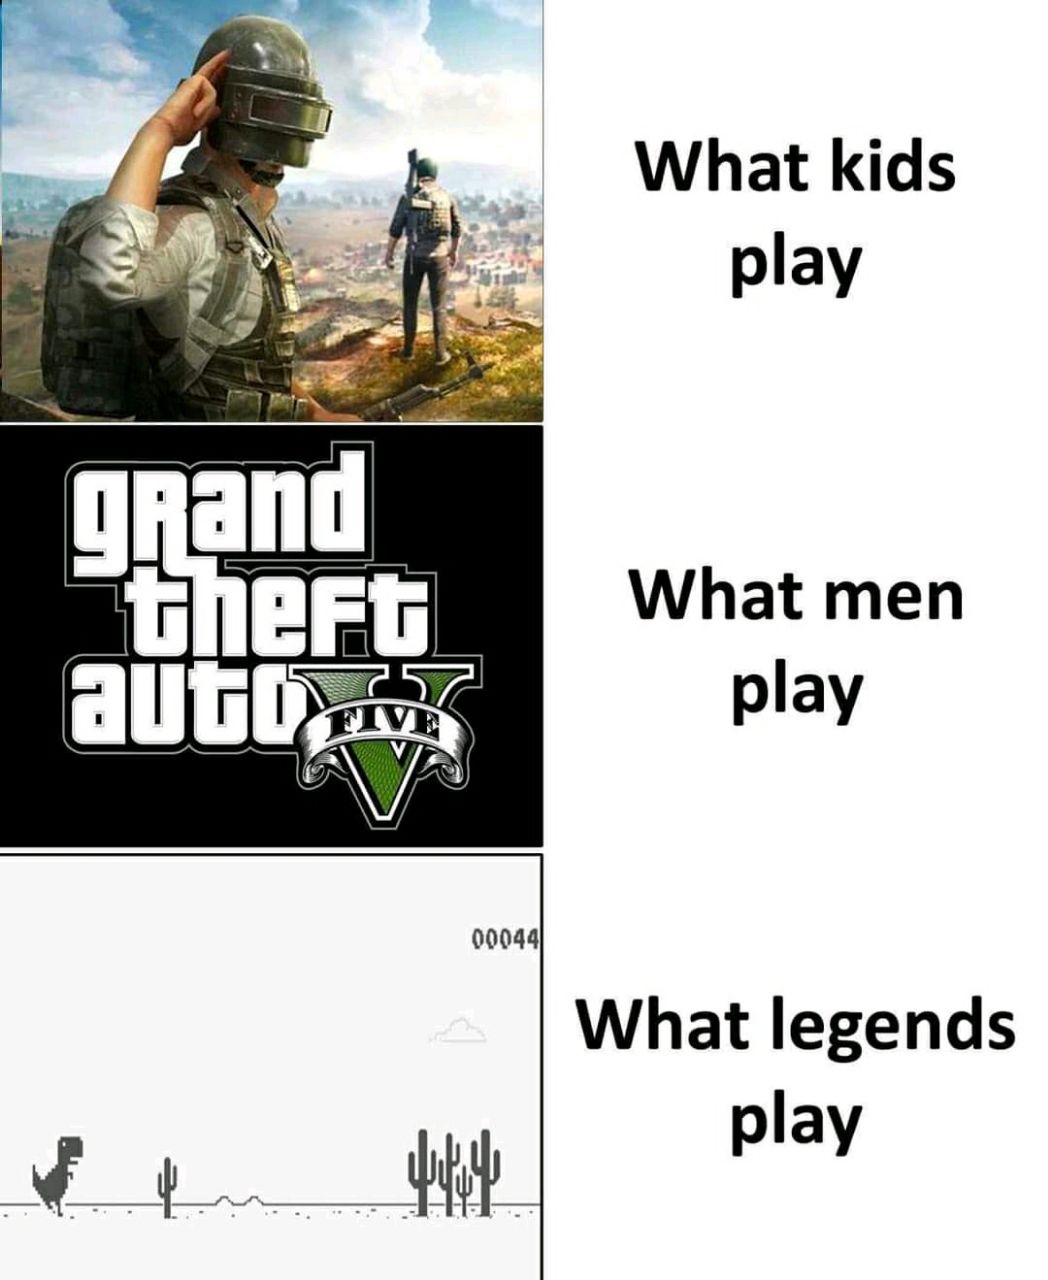 What kids
play
grand
theft
auto V
FIVE
What men
play
00044
What legends
play